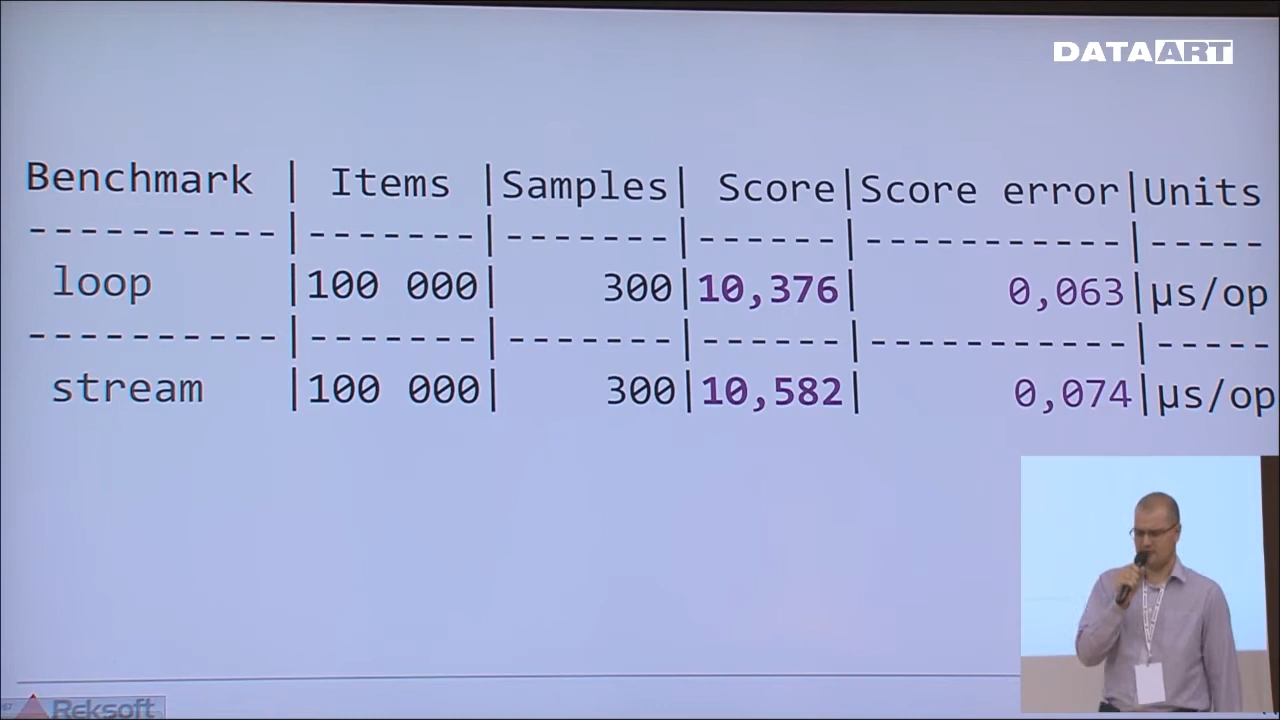 DATAART
Benchmark | Items |Samples| Score|Score error|Units
----------|-------|-------|------|-----------|-----
loop |100 000| 300|10,376| 0,063|µs/op
----------|-------|-------|------|-----------|-----
stream |100 000| 300|10,582| 0,074|µs/op
Reksoft